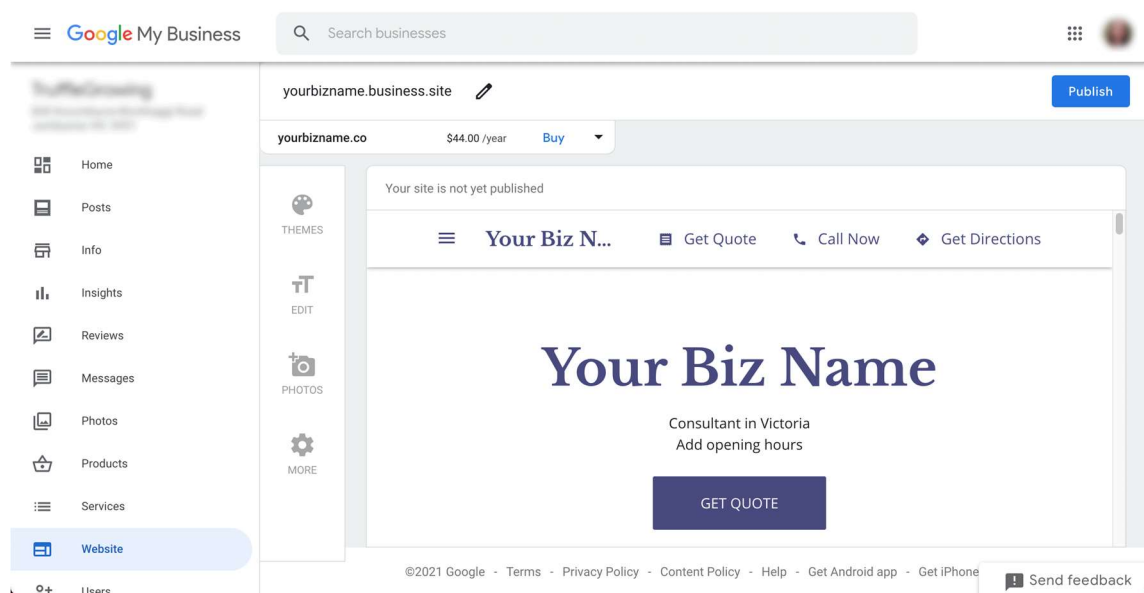 Google My Business
Search businesses
yourbizname.business.site
Publish
yourbizname.co $44.00 /year Buy
Home
Posts
Info
Insights
Reviews
Messages
Photos
Products
Services
Website
Users
THEMES
EDIT
PHOTOS
MORE
Your site is not yet published
Your Biz N... Get Quote Call Now Get Directions
Your Biz Name
Consultant in Victoria
Add opening hours
GET QUOTE
©2021 Google - Terms - Privacy Policy - Content Policy - Help - Get Android app - Get iPhone
Send feedback